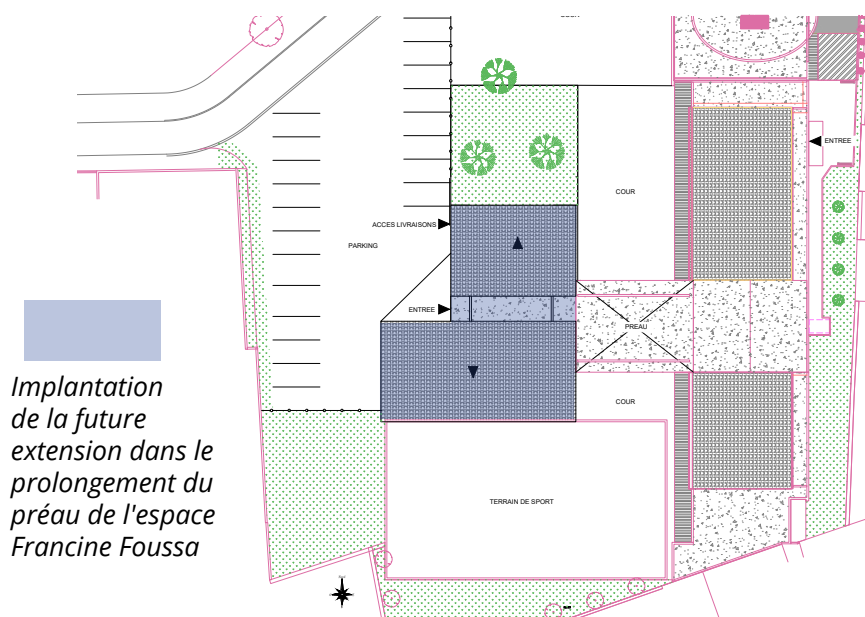 COUR
ENTREE
COUR
ACCES LIVRAISONS
PARKING
ENTREE
PREAU
COUR
TERRAIN DE SPORT
Implantation
de la future
extension dans le
prolongement du
préau de l'espace
Francine Foussa